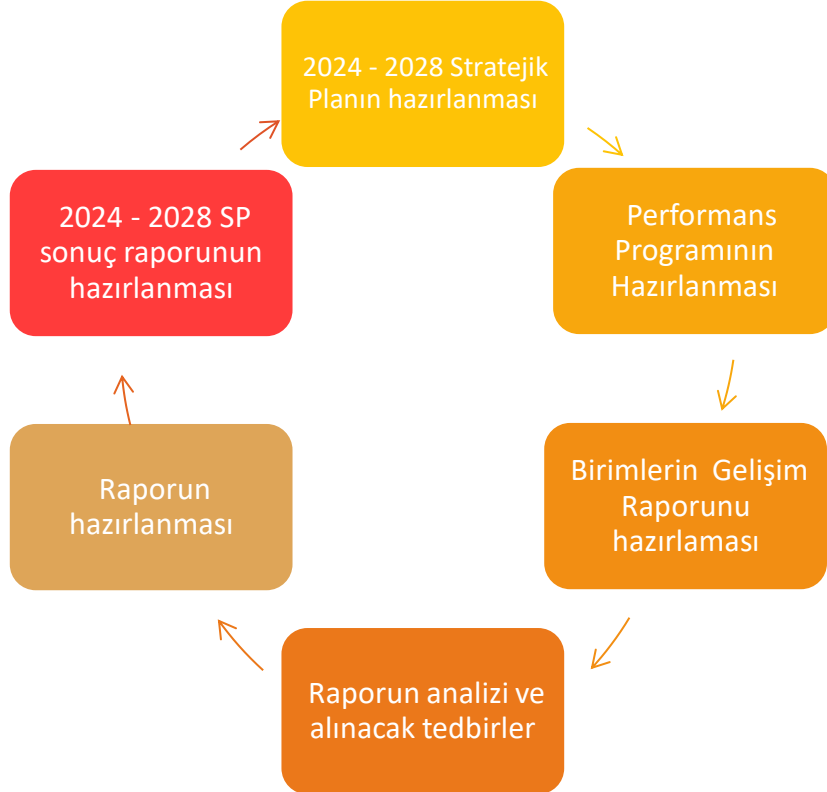 2024 - 2028 Stratejik
Planın hazırlanması
Performans
Programının
Hazırlanması
Birimlerin Gelişim
Raporunu
hazırlaması
Raporun analizi ve
alınacak tedbirler
Raporun
hazırlanması
2024 - 2028 SP
sonuç raporunun
hazırlanması